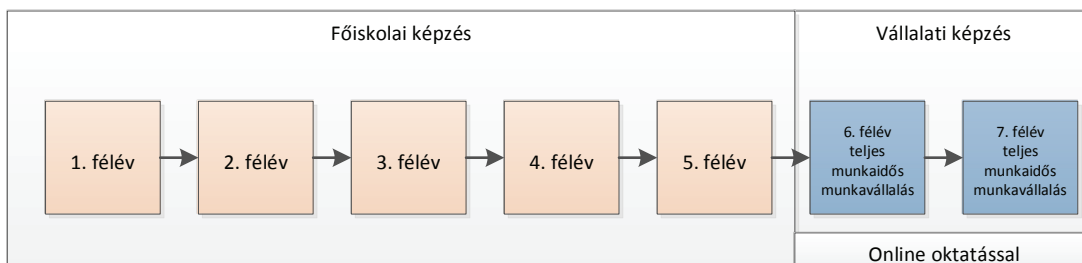 Főiskolai képzés
Vállalati képzés
1. félév
2. félév
3. félév
4. félév
5. félév
6. félév
teljes
munkaidős
munkavállalás
7. félév
teljes
munkaidős
munkavállalás
Online oktatással